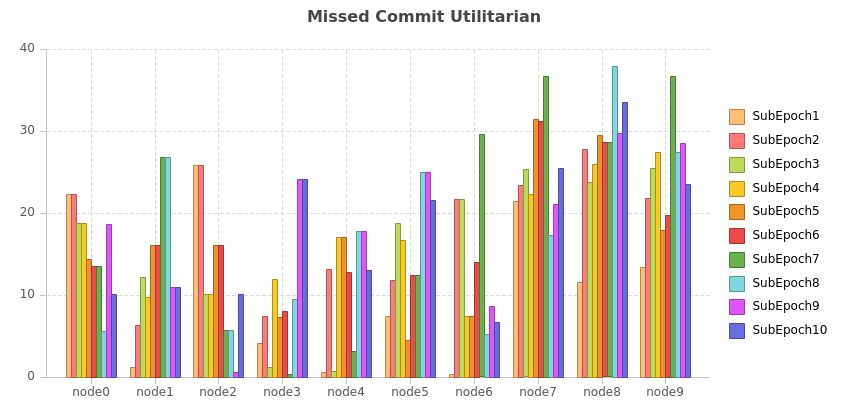 Missed Commit Utilitarian
40
30
20
10
0
node0 node1 node2 node3 node4 node5 node6 node7 node8 node9
SubEpoch1
SubEpoch2
SubEpoch3
SubEpoch4
SubEpoch5
SubEpoch6
SubEpoch7
SubEpoch8
SubEpoch9
SubEpoch10